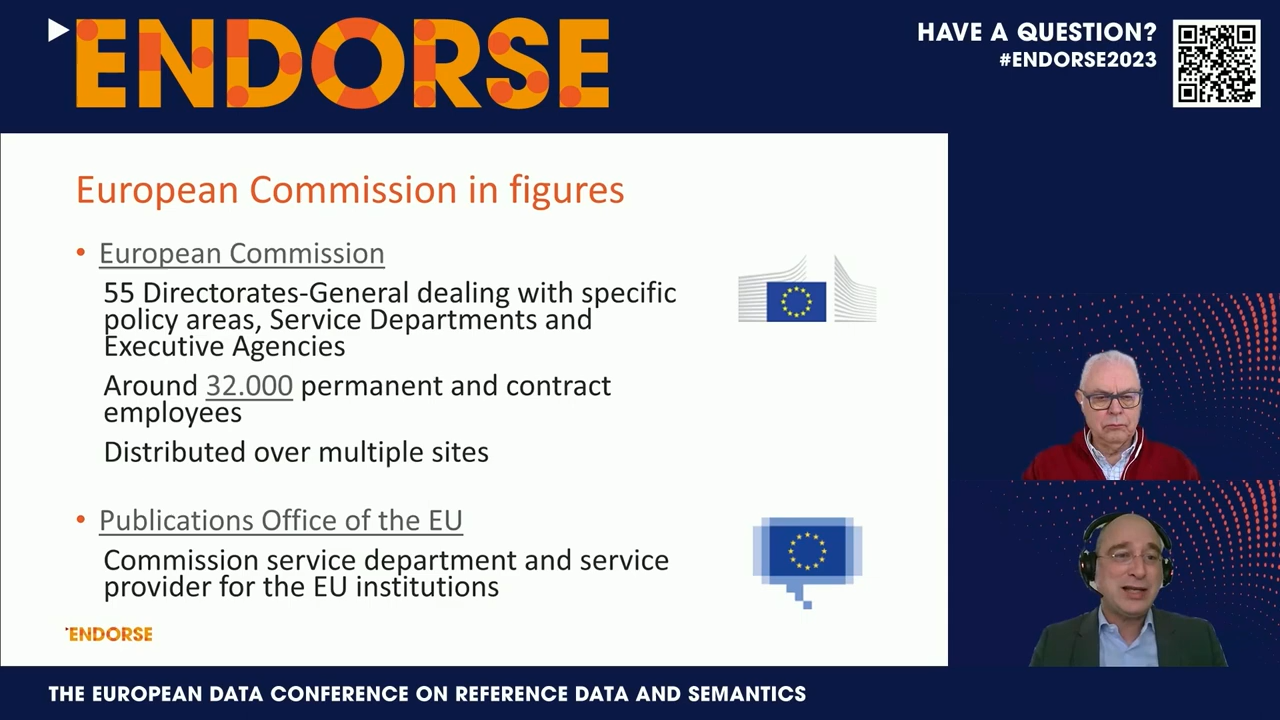 ENDORSE
HAVE A QUESTION?
#ENDORSE2023
European Commission in figures
• European Commission
55 Directorates-General dealing with specific
policy areas, Service Departments and
Executive Agencies
Around 32.000 permanent and contract
employees
Distributed over multiple sites
• Publications Office of the EU
Commission service department and service
provider for the EU institutions
ENDORSE
THE EUROPEAN DATA CONFERENCE ON REFERENCE DATA AND SEMANTICS